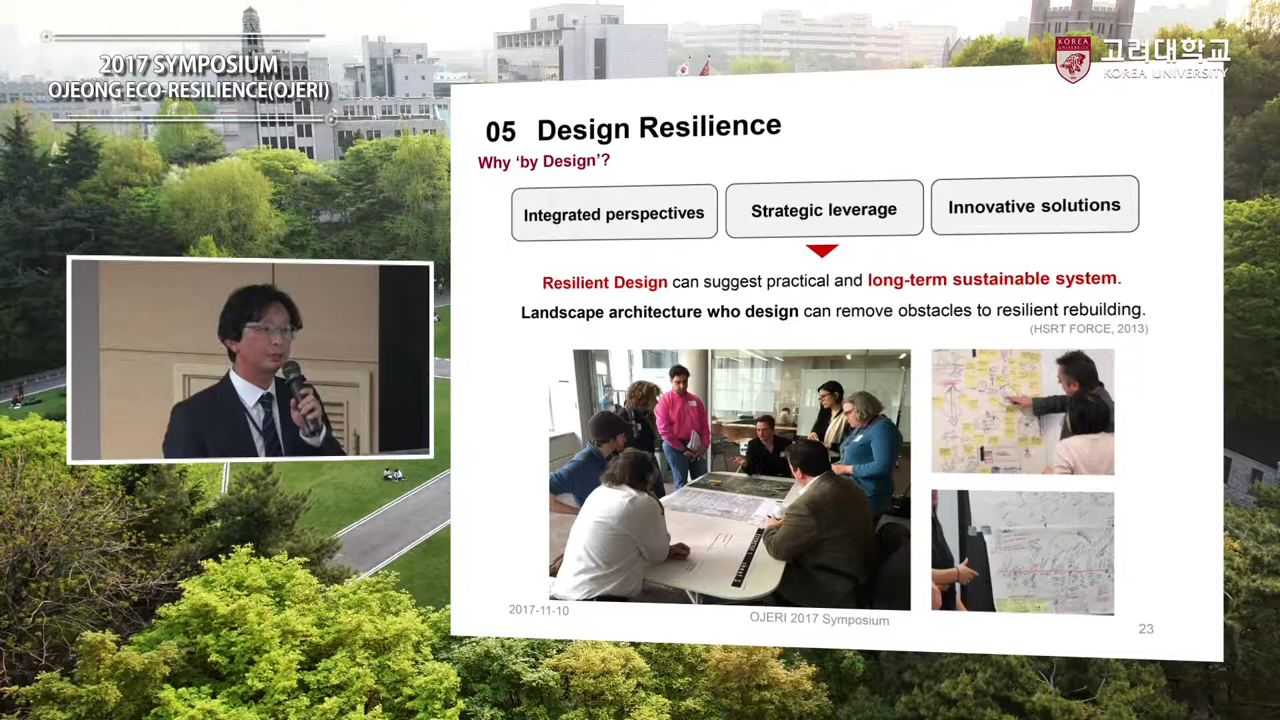 2017 SYMPOSIUM
OJEONG ECO-RESILIENCE(OJERI)
KOREA
UNIVERSITY
고려대학교
KOREA UNIVERSITY
05 Design Resilience
Why ‘by Design’?
Integrated perspectives
Strategic leverage
Innovative solutions
Resilient Design can suggest practical and long-term sustainable system.
Landscape architecture who design can remove obstacles to resilient rebuilding.
(HSRT FORCE, 2013)
2017-11-10
OJERI 2017 Symposium
23